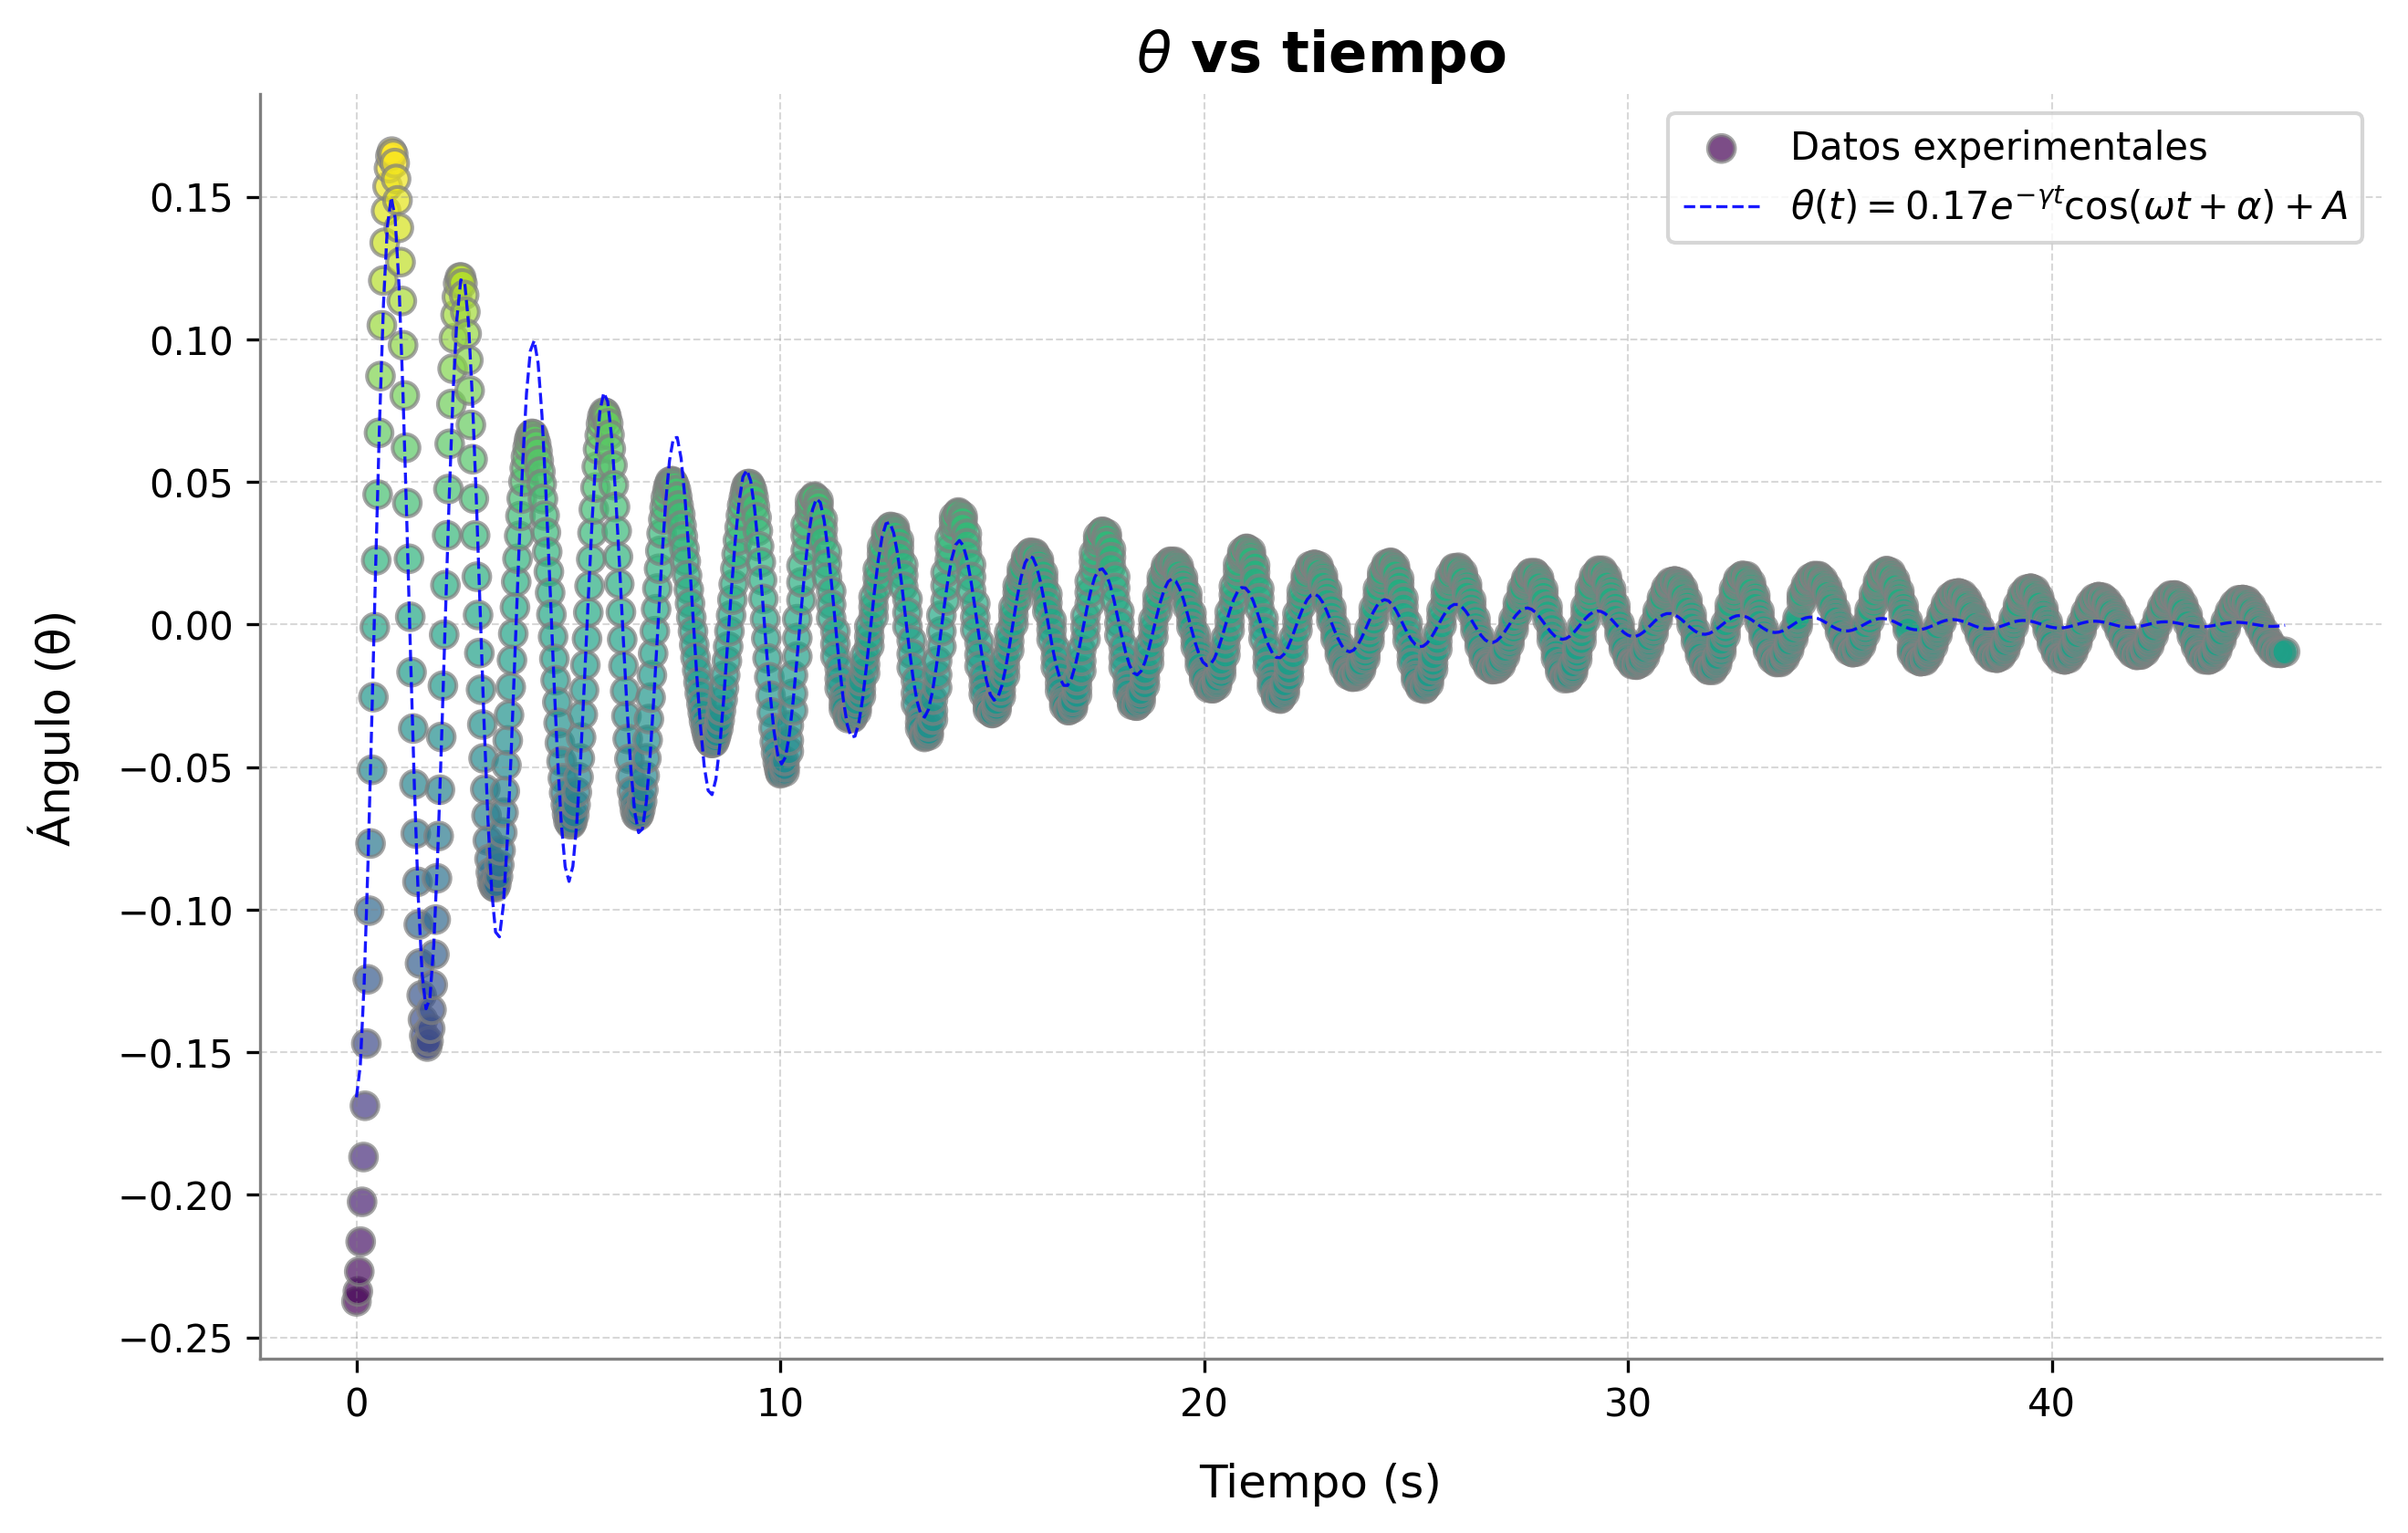 θ vs tiempo
Datos experimentales
θ(t) = 0.17e^{−γt}cos(ωt + α) + A
0.15
0.10
0.05
0.00
−0.05
−0.10
−0.15
−0.20
−0.25
Ángulo (θ)
0 10 20 30 40
Tiempo (s)